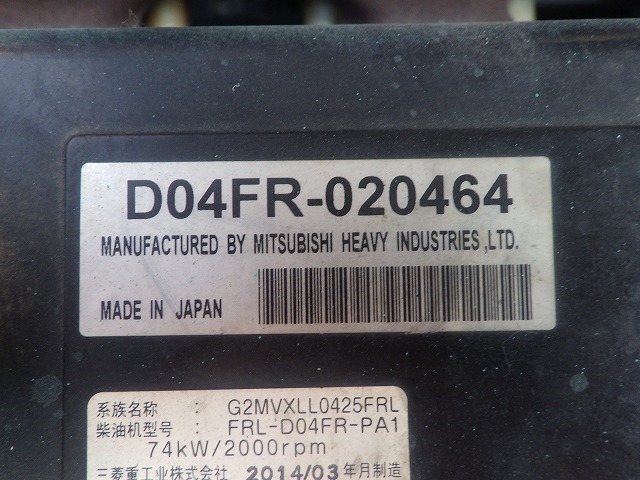 D04FR-020464
MANUFACTURED BY MITSUBISHI HEAVY INDUSTRIES,LTD.
MADE IN JAPAN
系族名称 : G2MVXLL0425FRL
柴油机型号 : FRL-D04FR-PA1
74kW/2000rpm
三菱重工业株式会社 2014/03年月制造